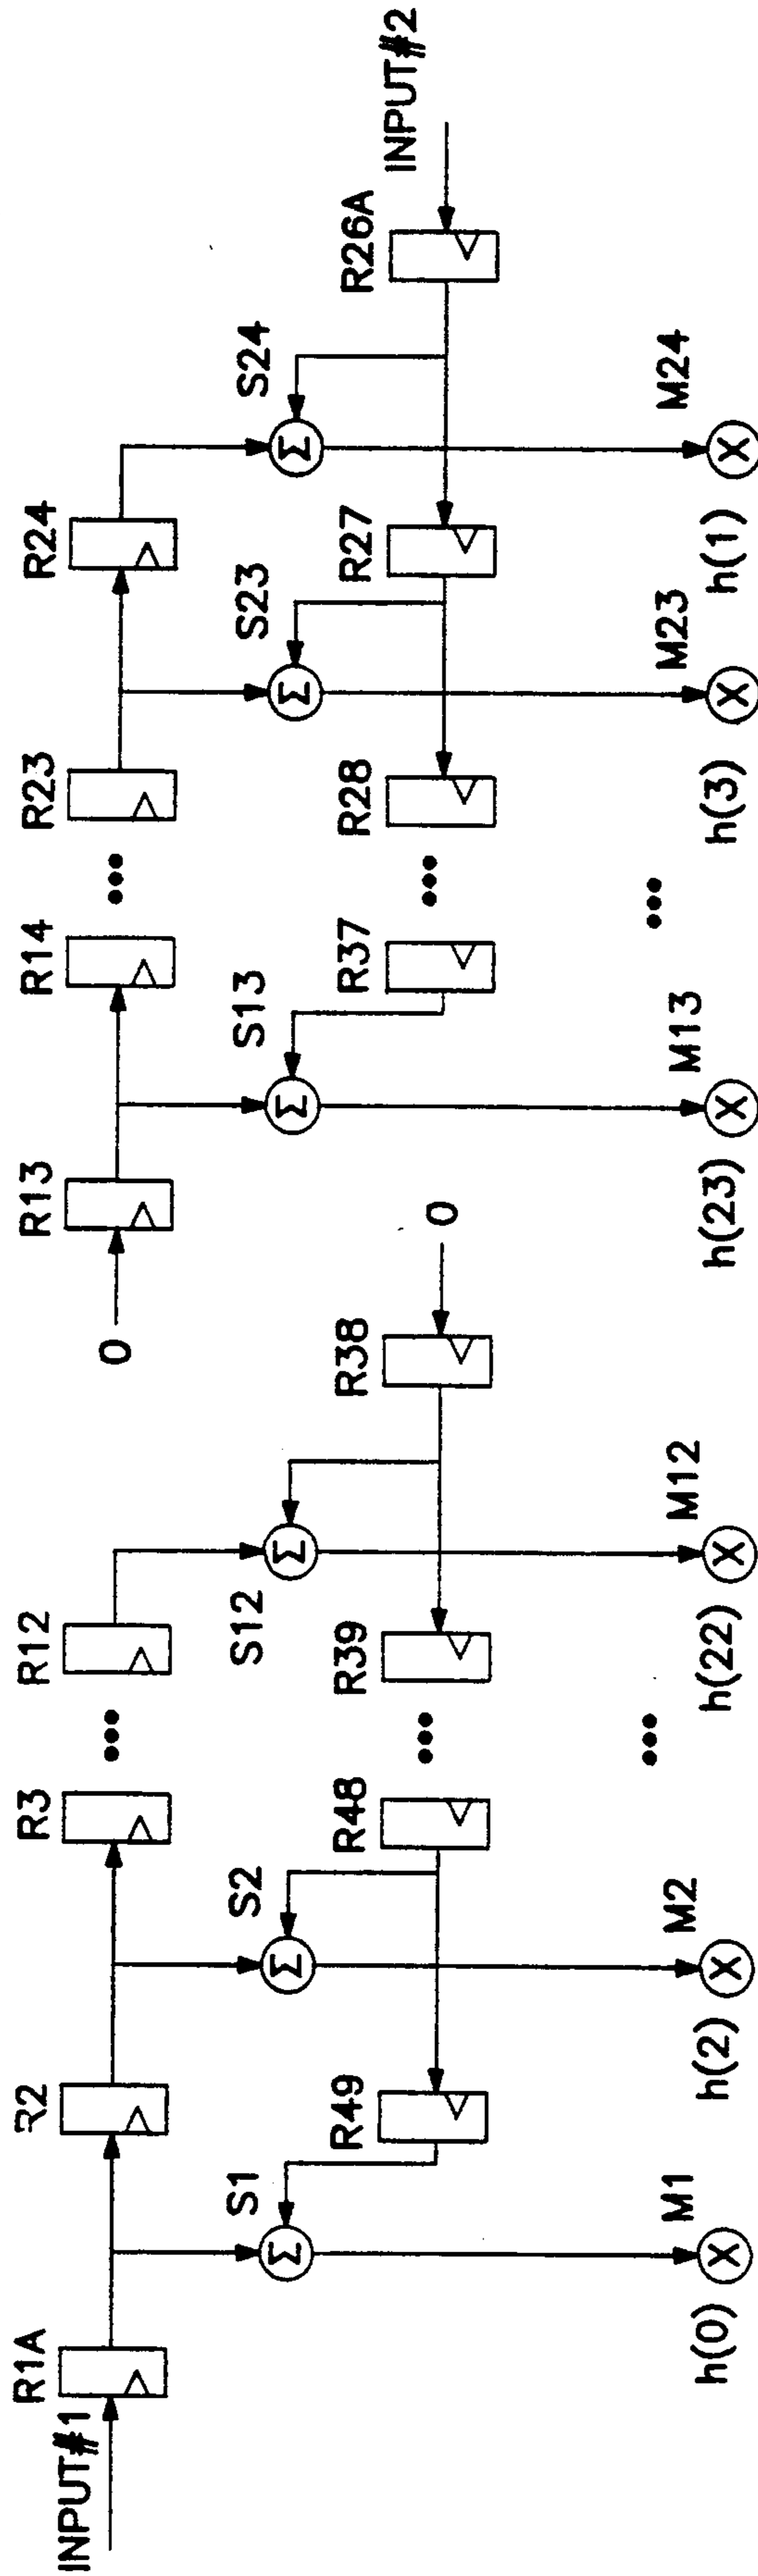 INPUT#1
R1A
R2
R3
•••
R12
0
R13
R14
•••
R23
R24
S1
S2
S12
S13
S23
S24
Σ
Σ
Σ
Σ
Σ
Σ
R49
R48
•••
R39
R38
0
R37
•••
R28
R27
R26A
INPUT#2
•••
•••
M1
M2
M12
M13
M23
M24
X
X
X
X
X
X
h(0)
h(2)
h(22)
h(23)
h(3)
h(1)